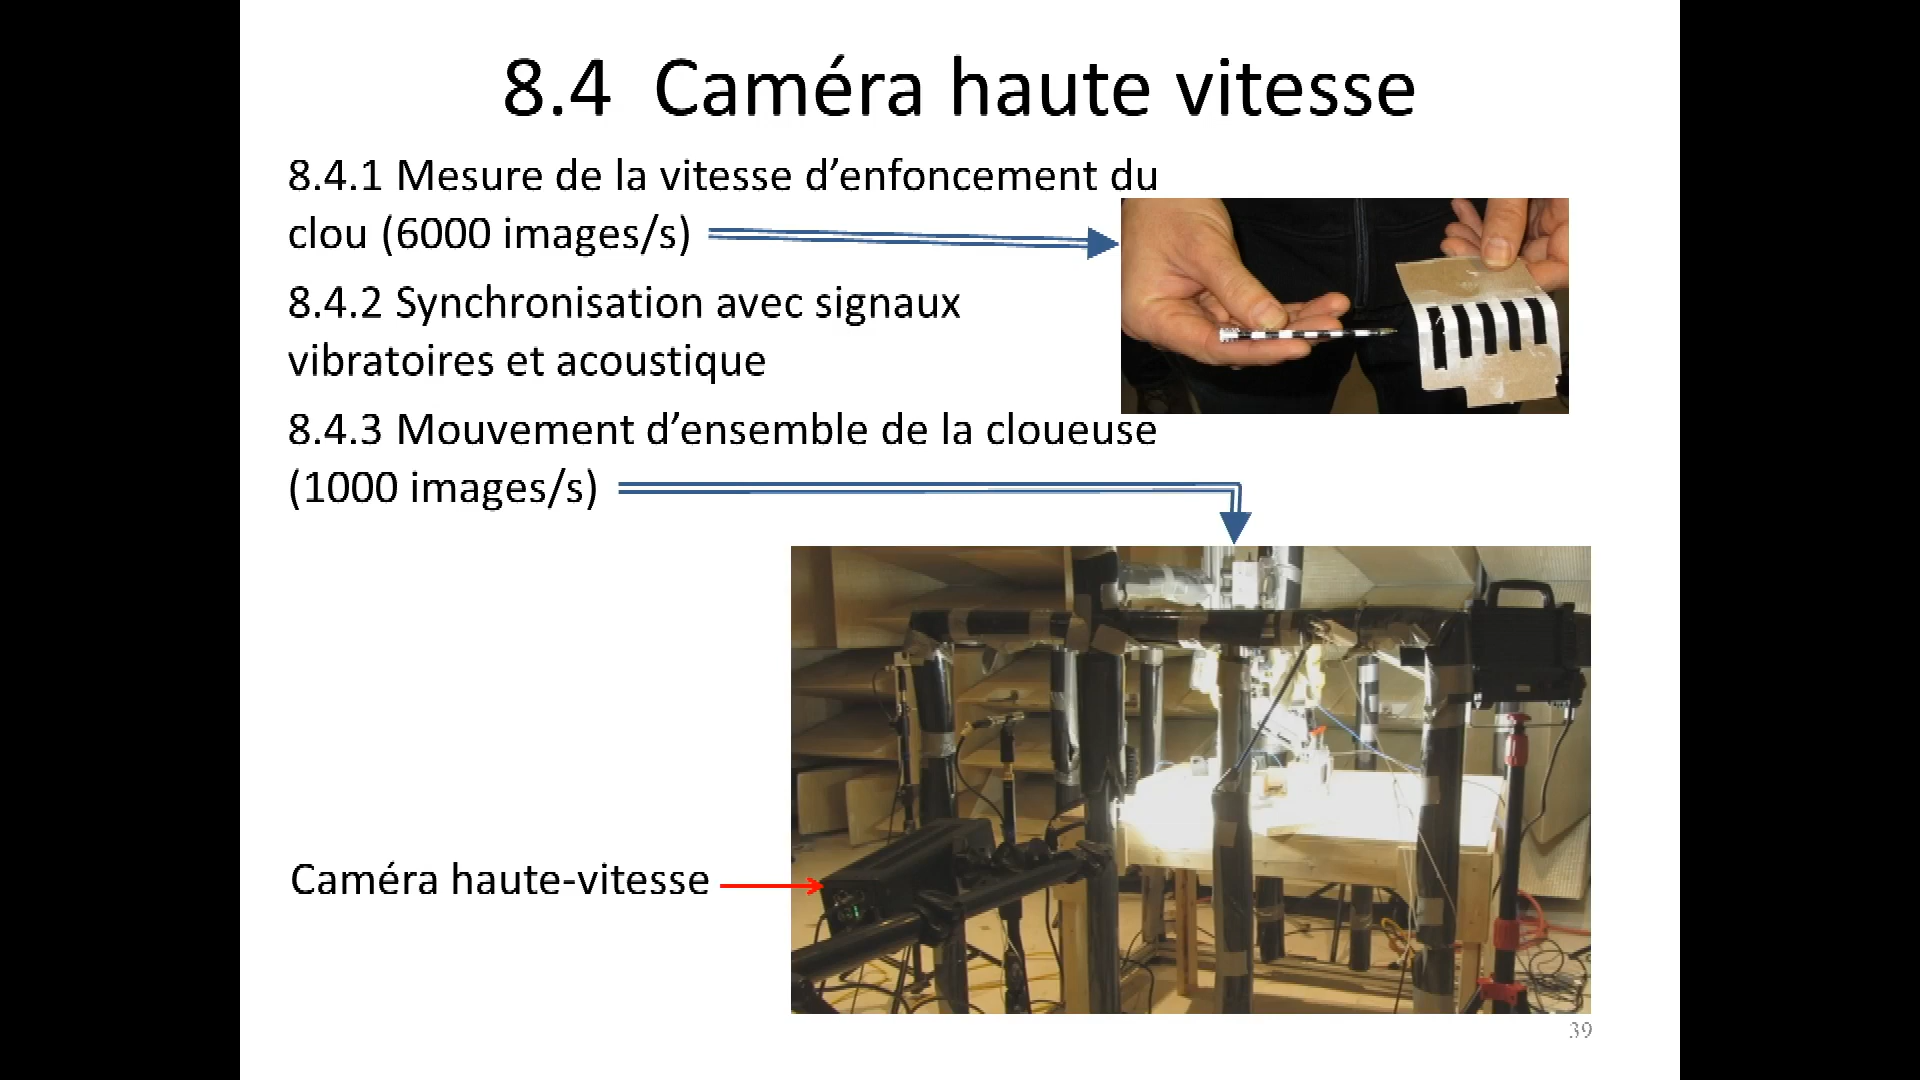 8.4 Caméra haute vitesse
8.4.1 Mesure de la vitesse d’enfoncement du
clou (6000 images/s)
8.4.2 Synchronisation avec signaux
vibratoires et acoustique
8.4.3 Mouvement d’ensemble de la cloueuse
(1000 images/s)
Caméra haute-vitesse
39